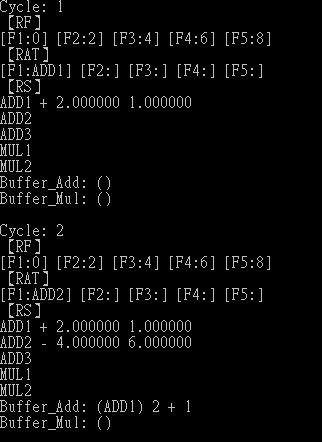 Cycle: 1
【RF】
[F1:0] [F2:2] [F3:4] [F4:6] [F5:8]
【RAT】
[F1:ADD1] [F2:] [F3:] [F4:] [F5:]
【RS】
ADD1 + 2.000000 1.000000
ADD2
ADD3
MUL1
MUL2
Buffer_Add: ()
Buffer_Mul: ()
Cycle: 2
【RF】
[F1:0] [F2:2] [F3:4] [F4:6] [F5:8]
【RAT】
[F1:ADD2] [F2:] [F3:] [F4:] [F5:]
【RS】
ADD1 + 2.000000 1.000000
ADD2 - 4.000000 6.000000
ADD3
MUL1
MUL2
Buffer_Add: (ADD1) 2 + 1
Buffer_Mul: ()